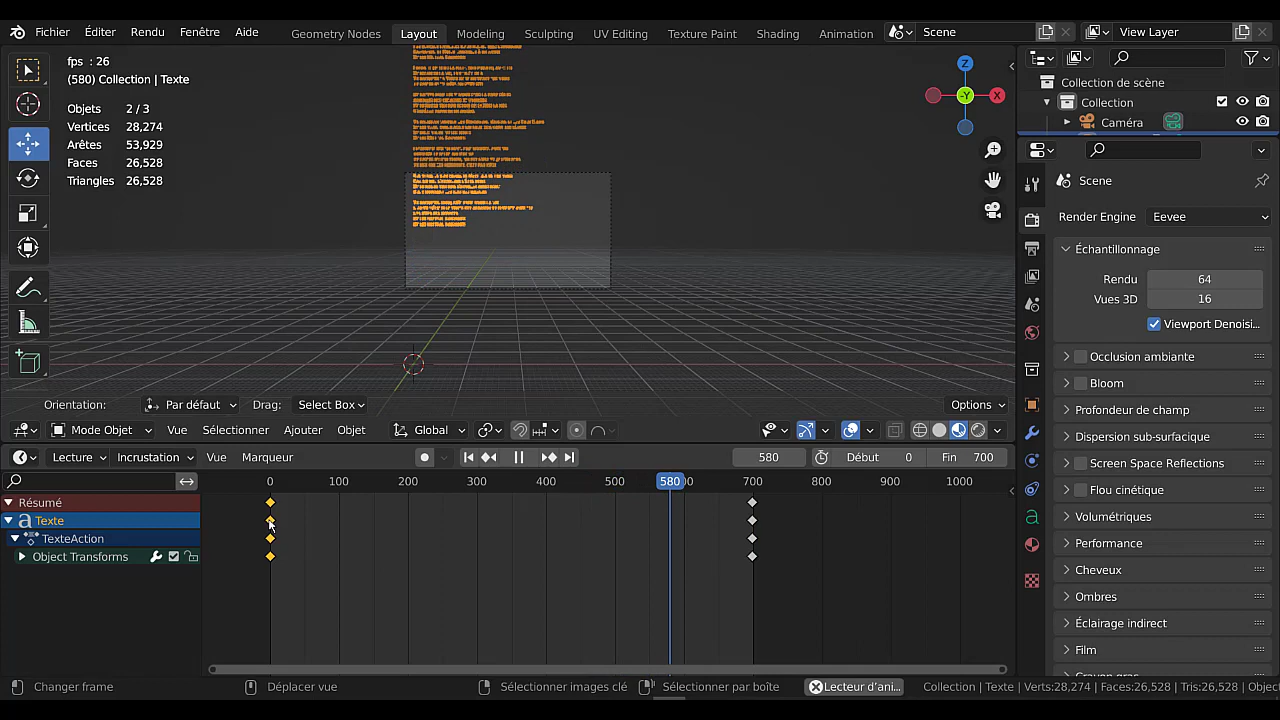 Fichier Éditer Rendu Fenêtre Aide Geometry Nodes Layout Modeling Sculpting UV Editing Texture Paint Shading Animation Scene View Layer
fps : 26
(580) Collection | Texte
Objets 2 / 3
Vertices 28,274
Arêtes 53,929
Faces 26,528
Triangles 26,528
Z
-Y
X
Orientation: Par défaut Drag: Select Box Options
Mode Objet Vue Sélectionner Ajouter Objet Global
Lecture Incrustation Vue Marqueur 580 Début 0 Fin 700
0 100 200 300 400 500 580 700 800 900 1000
Résumé
Texte
TexteAction
Object Transforms
Collection
Caméra
Scene
Render Engine Eevee
Échantillonnage
Rendu 64
Vues 3D 16
Viewport Denoisi...
Occlusion ambiante
Bloom
Profondeur de champ
Dispersion sub-surfacique
Screen Space Reflections
Flou cinétique
Volumétriques
Performance
Cheveux
Ombres
Éclairage indirect
Film
Changer frame Déplacer vue Sélectionner images clé Sélectionner par boîte Lecteur d'ani... Collection | Texte | Verts:28,274 | Faces:26,528 | Tris:26,528 | Objec